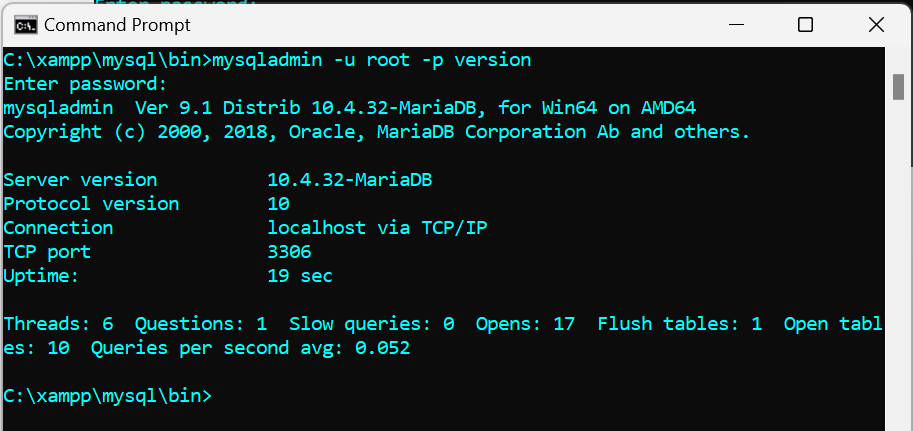 Enter password:
Command Prompt
C:\xampp\mysql\bin>mysqladmin -u root -p version
Enter password:
mysqladmin  Ver 9.1 Distrib 10.4.32-MariaDB, for Win64 on AMD64
Copyright (c) 2000, 2018, Oracle, MariaDB Corporation Ab and others.

Server version          10.4.32-MariaDB
Protocol version        10
Connection              localhost via TCP/IP
TCP port                3306
Uptime:                 19 sec

Threads: 6  Questions: 1  Slow queries: 0  Opens: 17  Flush tables: 1  Open tabl
es: 10  Queries per second avg: 0.052

C:\xampp\mysql\bin>